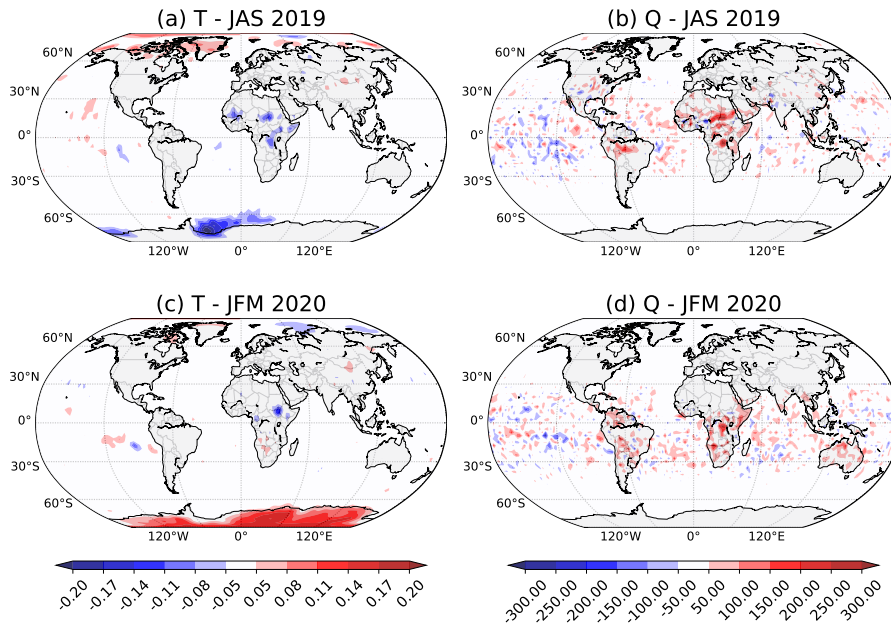 (a) T - JAS 2019
(b) Q - JAS 2019
60°N
60°N
30°N
30°N
0°
0°
30°S
30°S
60°S
60°S
120°W
0°
120°E
120°W
0°
120°E
(c) T - JFM 2020
(d) Q - JFM 2020
60°N
60°N
30°N
30°N
0°
0°
30°S
30°S
60°S
60°S
120°W
0°
120°E
120°W
0°
120°E
-0.20 -0.17 -0.14 -0.11 -0.08 -0.05 0.05 0.08 0.11 0.14 0.17 0.20
-300.00 -250.00 -200.00 -150.00 -100.00 -50.00 50.00 100.00 150.00 200.00 250.00 300.00